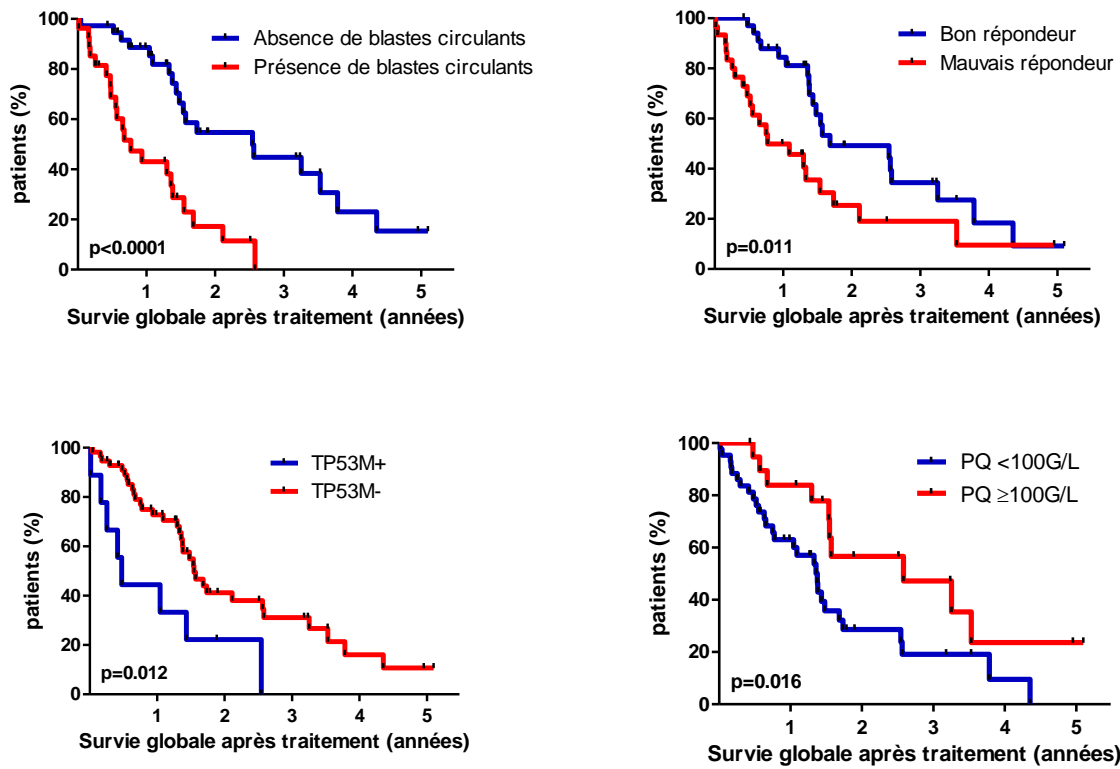 100
80
60
40
20
0
patients (%)
Absence de blastes circulants
Présence de blastes circulants
p<0.0001
1 2 3 4 5
Survie globale après traitement (années)
100
80
60
40
20
0
patients (%)
Bon répondeur
Mauvais répondeur
p=0.011
1 2 3 4 5
Survie globale après traitement (années)
100
80
60
40
20
0
patients (%)
TP53M+
TP53M-
p=0.012
1 2 3 4 5
Survie globale après traitement (années)
100
80
60
40
20
0
patients (%)
PQ <100G/L
PQ ≥100G/L
p=0.016
1 2 3 4 5
Survie globale après traitement (années)